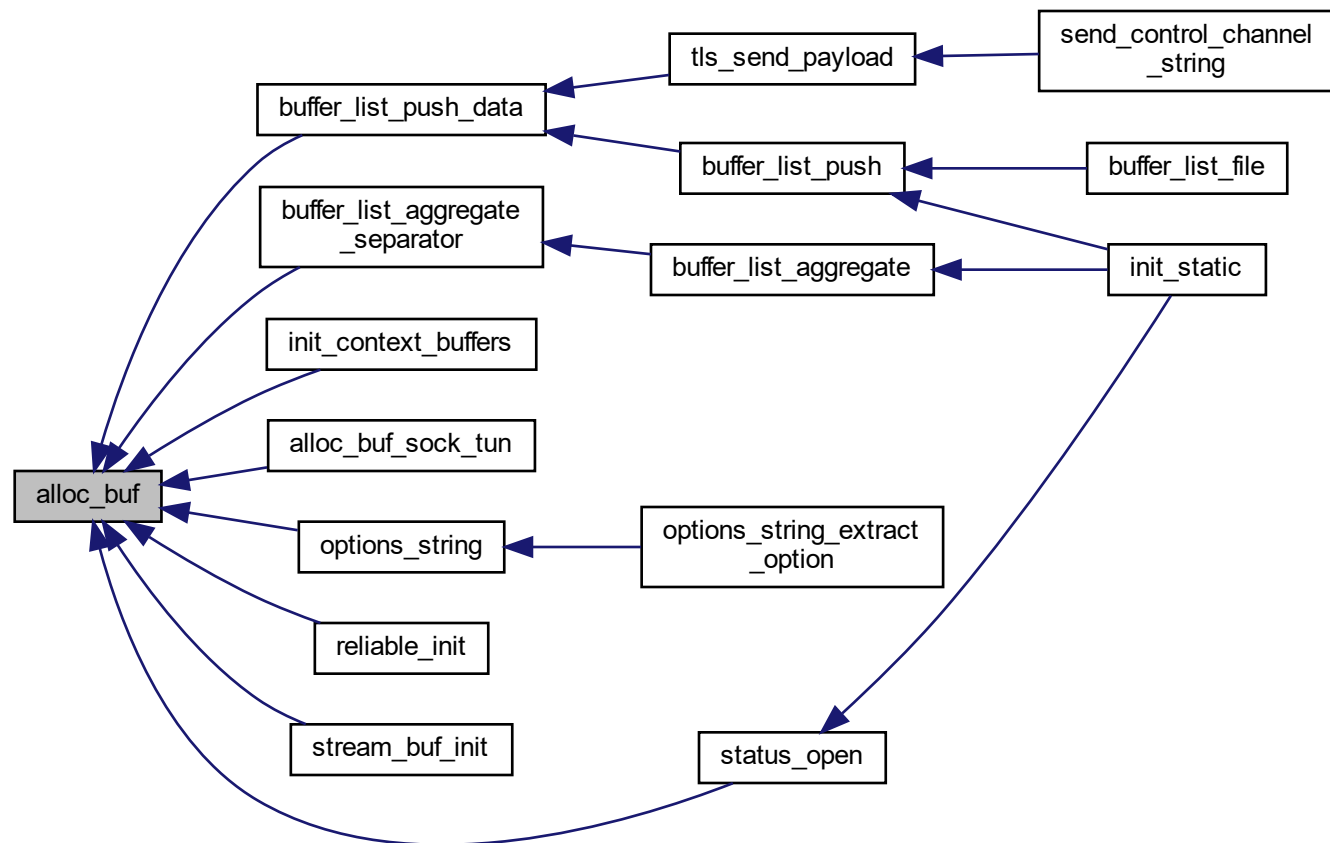 send_control_channel
_string
tls_send_payload
buffer_list_push_data
buffer_list_push
buffer_list_file
buffer_list_aggregate
_separator
buffer_list_aggregate
init_static
init_context_buffers
alloc_buf_sock_tun
alloc_buf
options_string
options_string_extract
_option
reliable_init
stream_buf_init
status_open